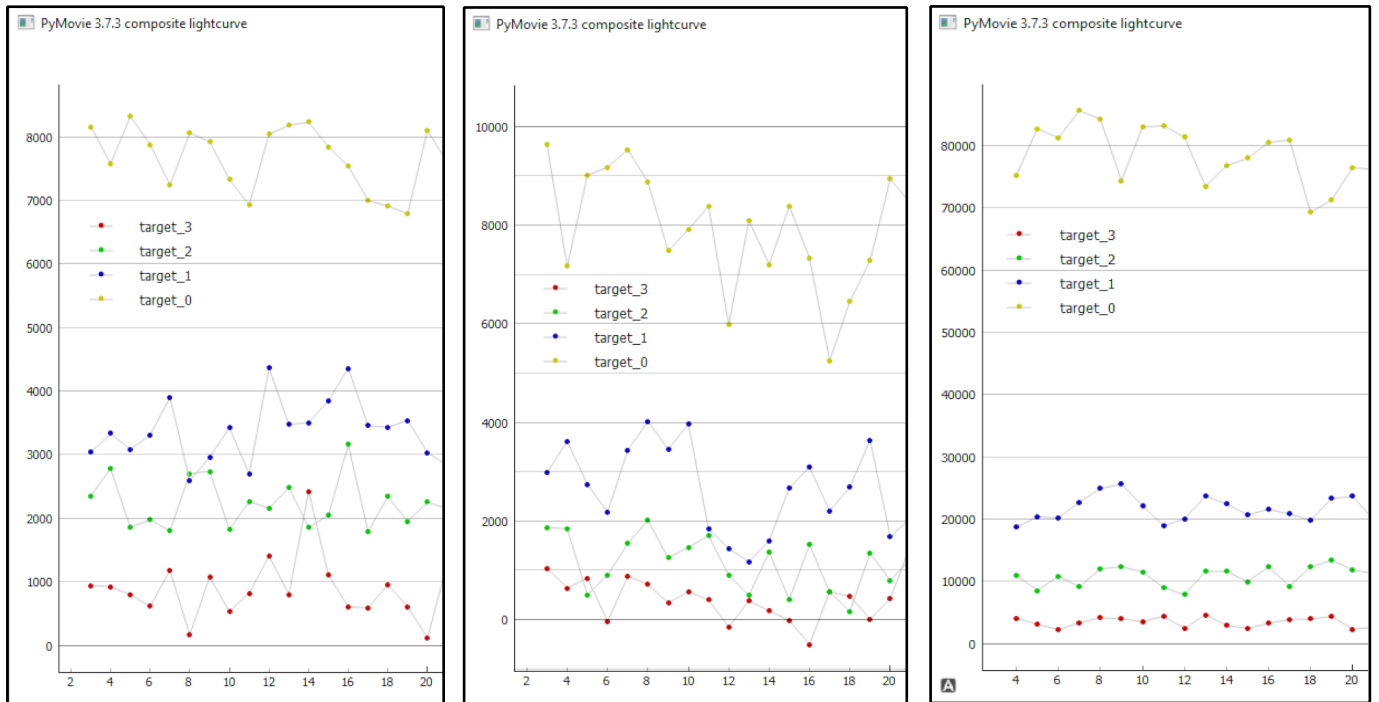 PyMovie 3.7.3 composite lightcurve
8000
7000
target_3
target_2
6000
target_1
target_0
5000
4000
3000
2000
1000
0
2 4 6 8 10 12 14 16 18 20
PyMovie 3.7.3 composite lightcurve
10000
8000
target_3
6000
target_2
target_1
target_0
4000
2000
0
2 4 6 8 10 12 14 16 18 20
PyMovie 3.7.3 composite lightcurve
80000
70000
target_3
target_2
60000
target_1
target_0
50000
40000
30000
20000
10000
0
A
4 6 8 10 12 14 16 18 20